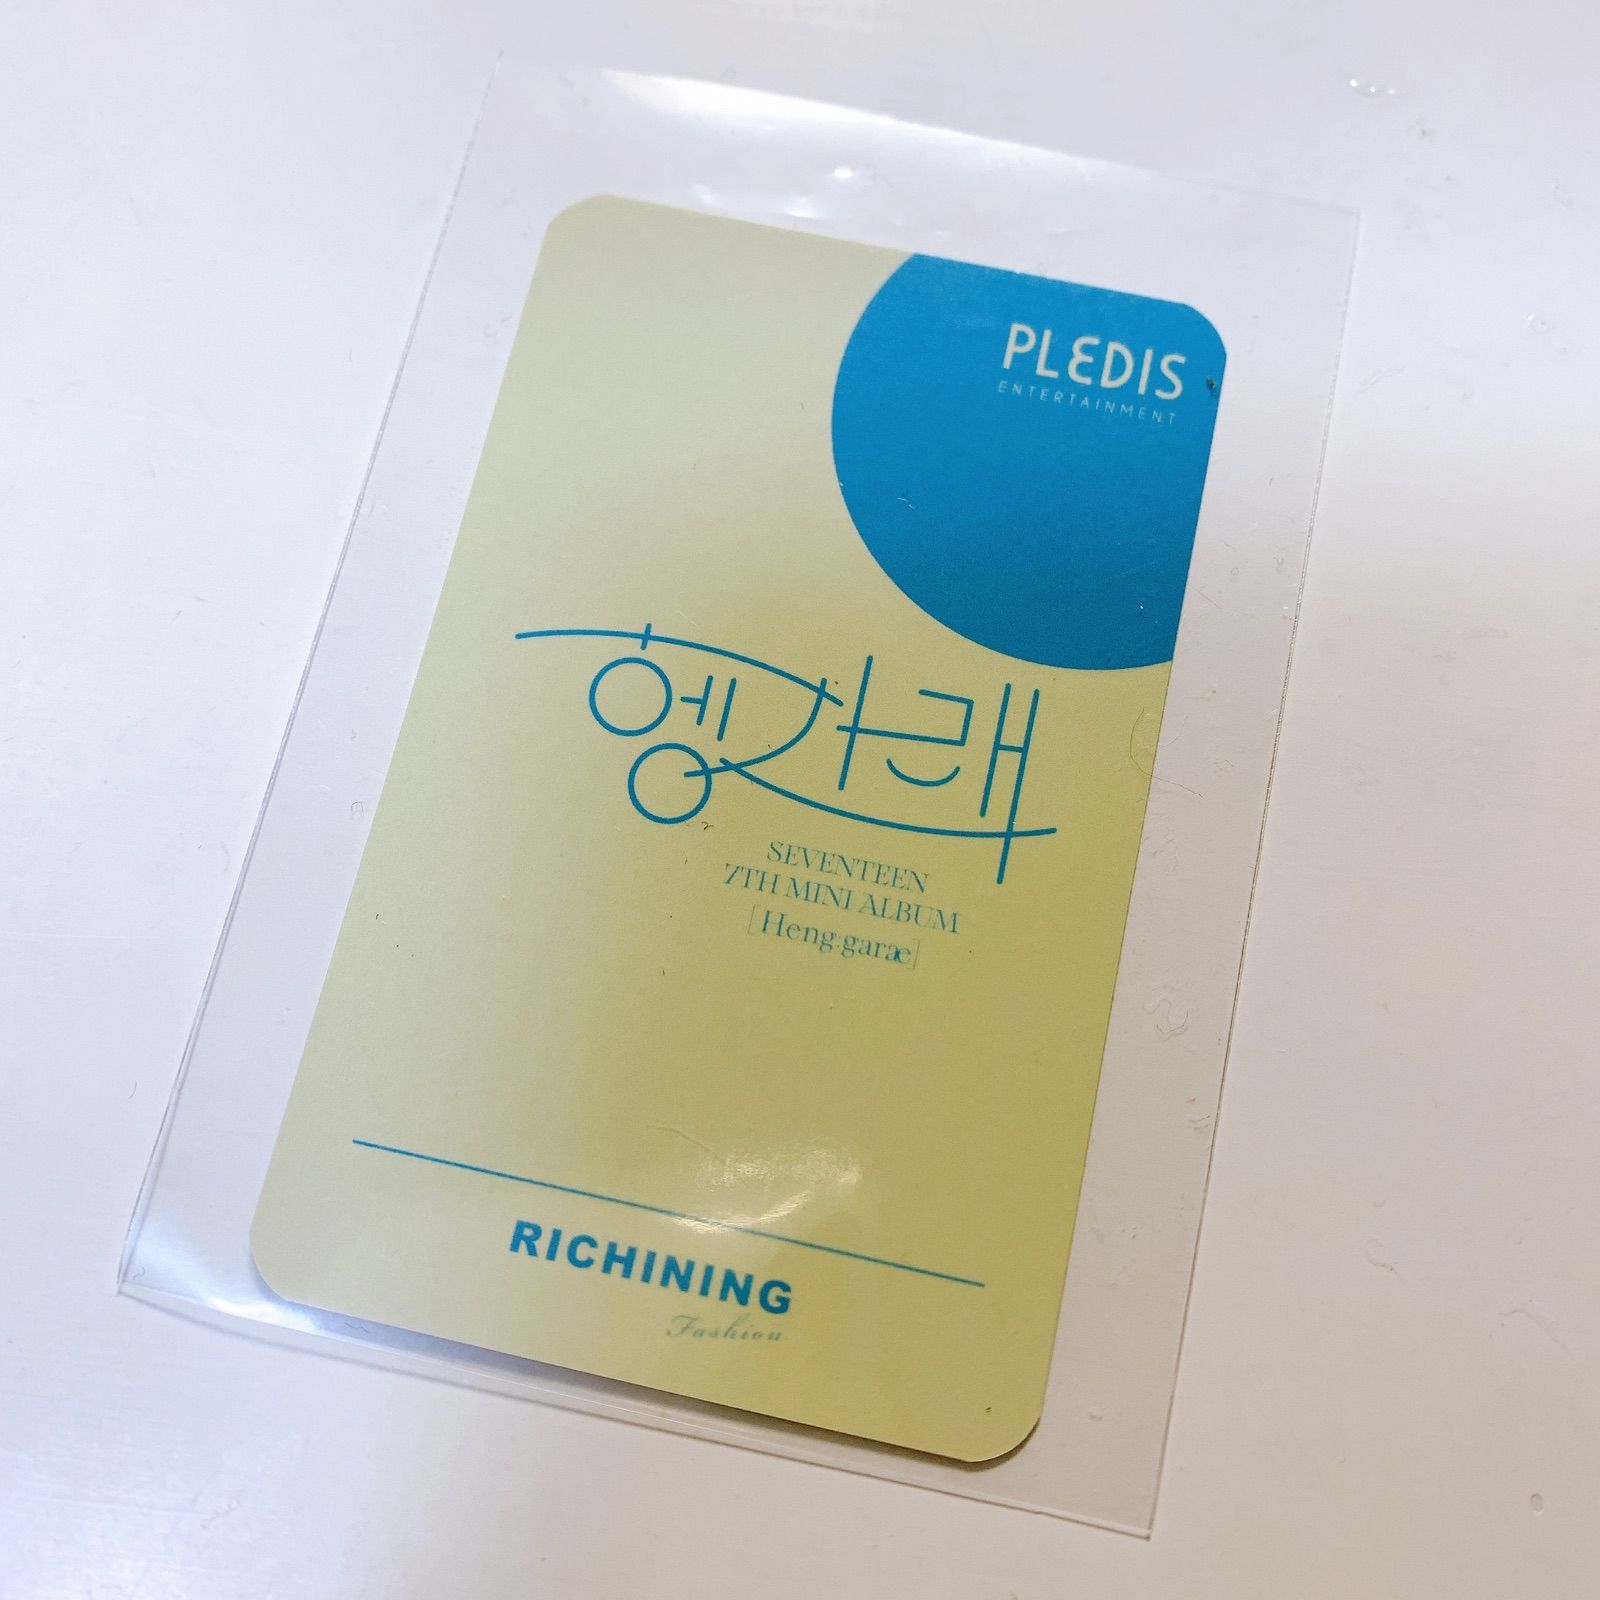 PLEDIS
ENTERTAINMENT
헹가래
SEVENTEEN
7TH MINI ALBUM
[Heng:garæ]
RICHINING
Fashion